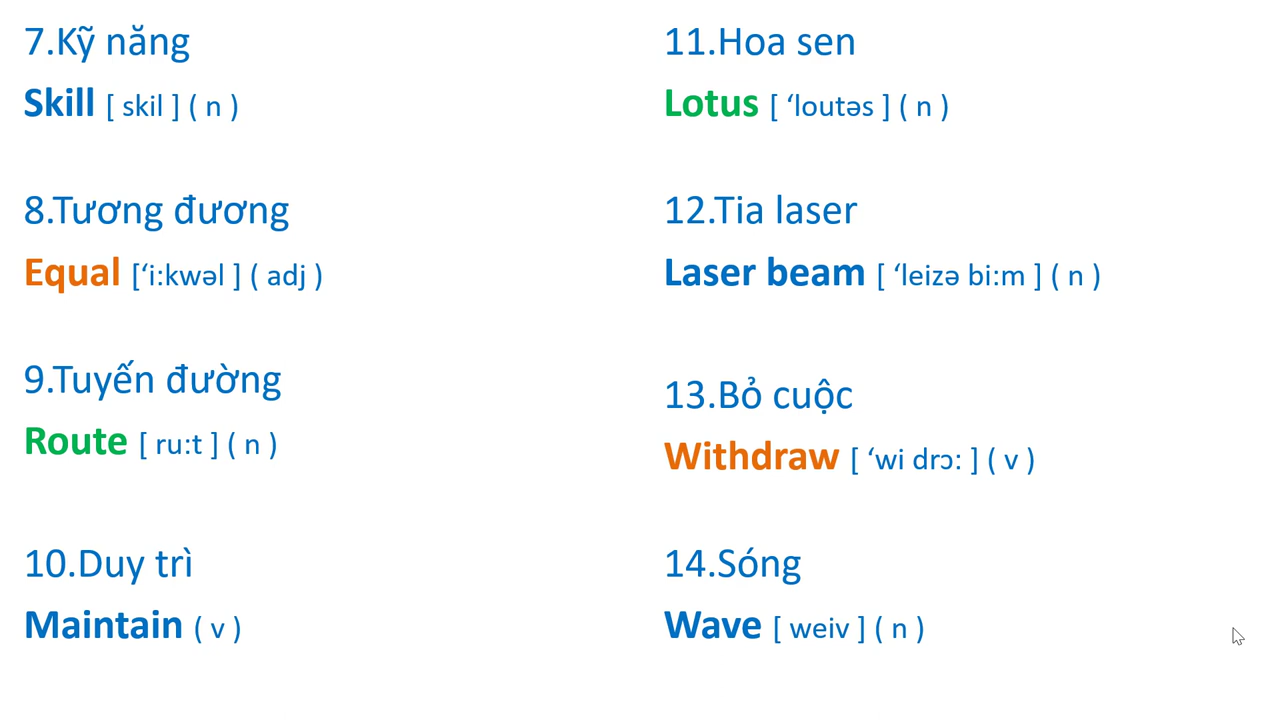 7.Kỹ năng
Skill [ skil ] ( n )
8.Tương đương
Equal [‘i:kwəl ] ( adj )
9.Tuyến đường
Route [ ru:t ] ( n )
10.Duy trì
Maintain ( v )
11.Hoa sen
Lotus [ ‘loutəs ] ( n )
12.Tia laser
Laser beam [ ‘leizə bi:m ] ( n )
13.Bỏ cuộc
Withdraw [ ‘wi drɔ: ] ( v )
14.Sóng
Wave [ weiv ] ( n )